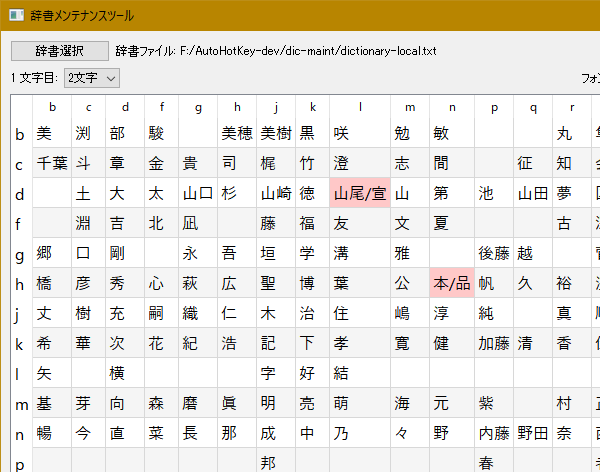 辞書メンテナンスツール
辞書選択 辞書ファイル: F:/AutoHotKey-dev/dic-maint/dictionary-local.txt
1 文字目: 2文字 フォン
b c d f g h j k l m n p q r
b 美 渕 部 駿 美穂 美樹 黒 咲 勉 敏 丸
c 千葉 斗 章 金 貴 司 梶 竹 澄 志 間 征 知
d 土 大 太 山口 杉 山崎 徳 山尾/宣 山 第 池 山田 夢
f 淵 吉 北 凪 藤 福 友 文 夏 古
g 郷 口 剛 永 吾 垣 学 溝 雅 後藤 越
h 橋 彦 秀 心 萩 広 聖 博 葉 公 本/品 帆 久 裕
j 丈 樹 充 嗣 織 仁 木 治 住 嶋 淳 純 真
k 希 華 次 花 紀 浩 記 下 孝 寛 健 加藤 清 香
l 矢 横 字 好 結
m 基 芽 向 森 磨 眞 明 亮 萌 海 元 紫 村
n 暢 今 直 菜 長 那 成 中 乃 々 野 内藤 野田 奈
p 邦 春